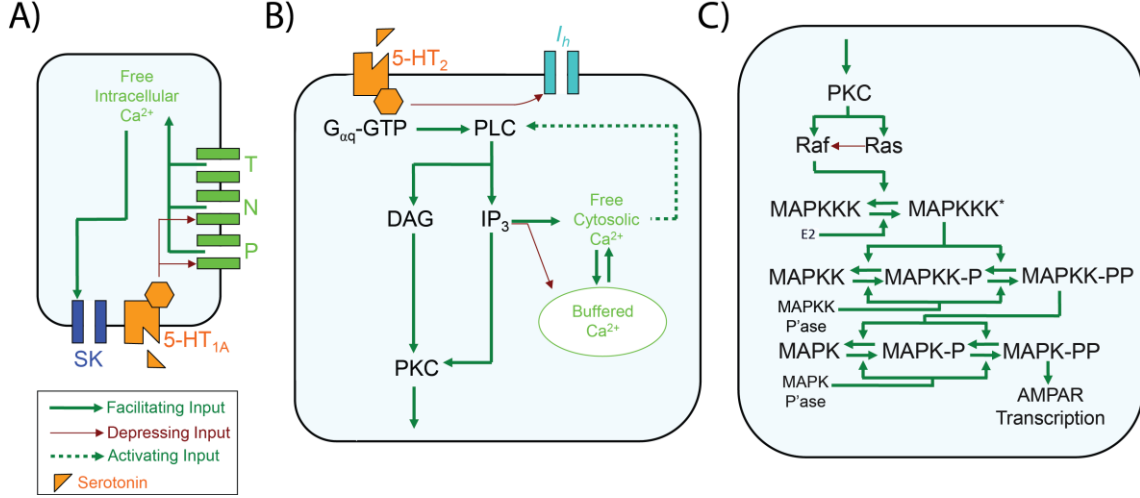 A)
Free
Intracellular
Ca²⁺
T
N
P
5-HT₁ₐ
SK
Facilitating Input
Depressing Input
Activating Input
Serotonin
B)
5-HT₂
Iₕ
G_αq-GTP
PLC
DAG
IP₃
Free
Cytosolic
Ca²⁺
Buffered
Ca²⁺
PKC
C)
PKC
Raf
Ras
MAPKKK
MAPKKK*
E2
MAPKK
MAPKK-P
MAPKK-PP
MAPKK
P'ase
MAPK
MAPK-P
MAPK-PP
MAPK
P'ase
AMPAR
Transcription